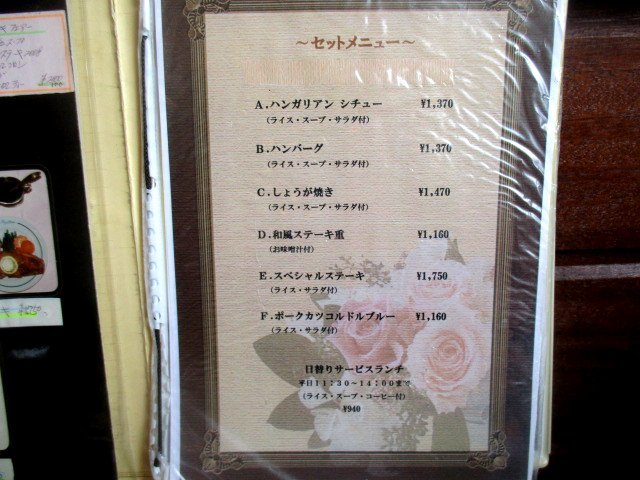 ～セットメニュー～
A.ハンガリアン シチュー ¥1,370
(ライス・スープ・サラダ付)
B.ハンバーグ ¥1,370
(ライス・スープ・サラダ付)
C.しょうが焼き ¥1,470
(ライス・スープ・サラダ付)
D.和風ステーキ重 ¥1,160
(お味噌汁付)
E.スペシャルステーキ ¥1,750
(ライス・サラダ付)
F.ポークカツコルドルブルー ¥1,160
(ライス・サラダ付)
日替りサービスランチ
平日11:30～14:00まで
(ライス・スープ・コーヒー付)
¥940